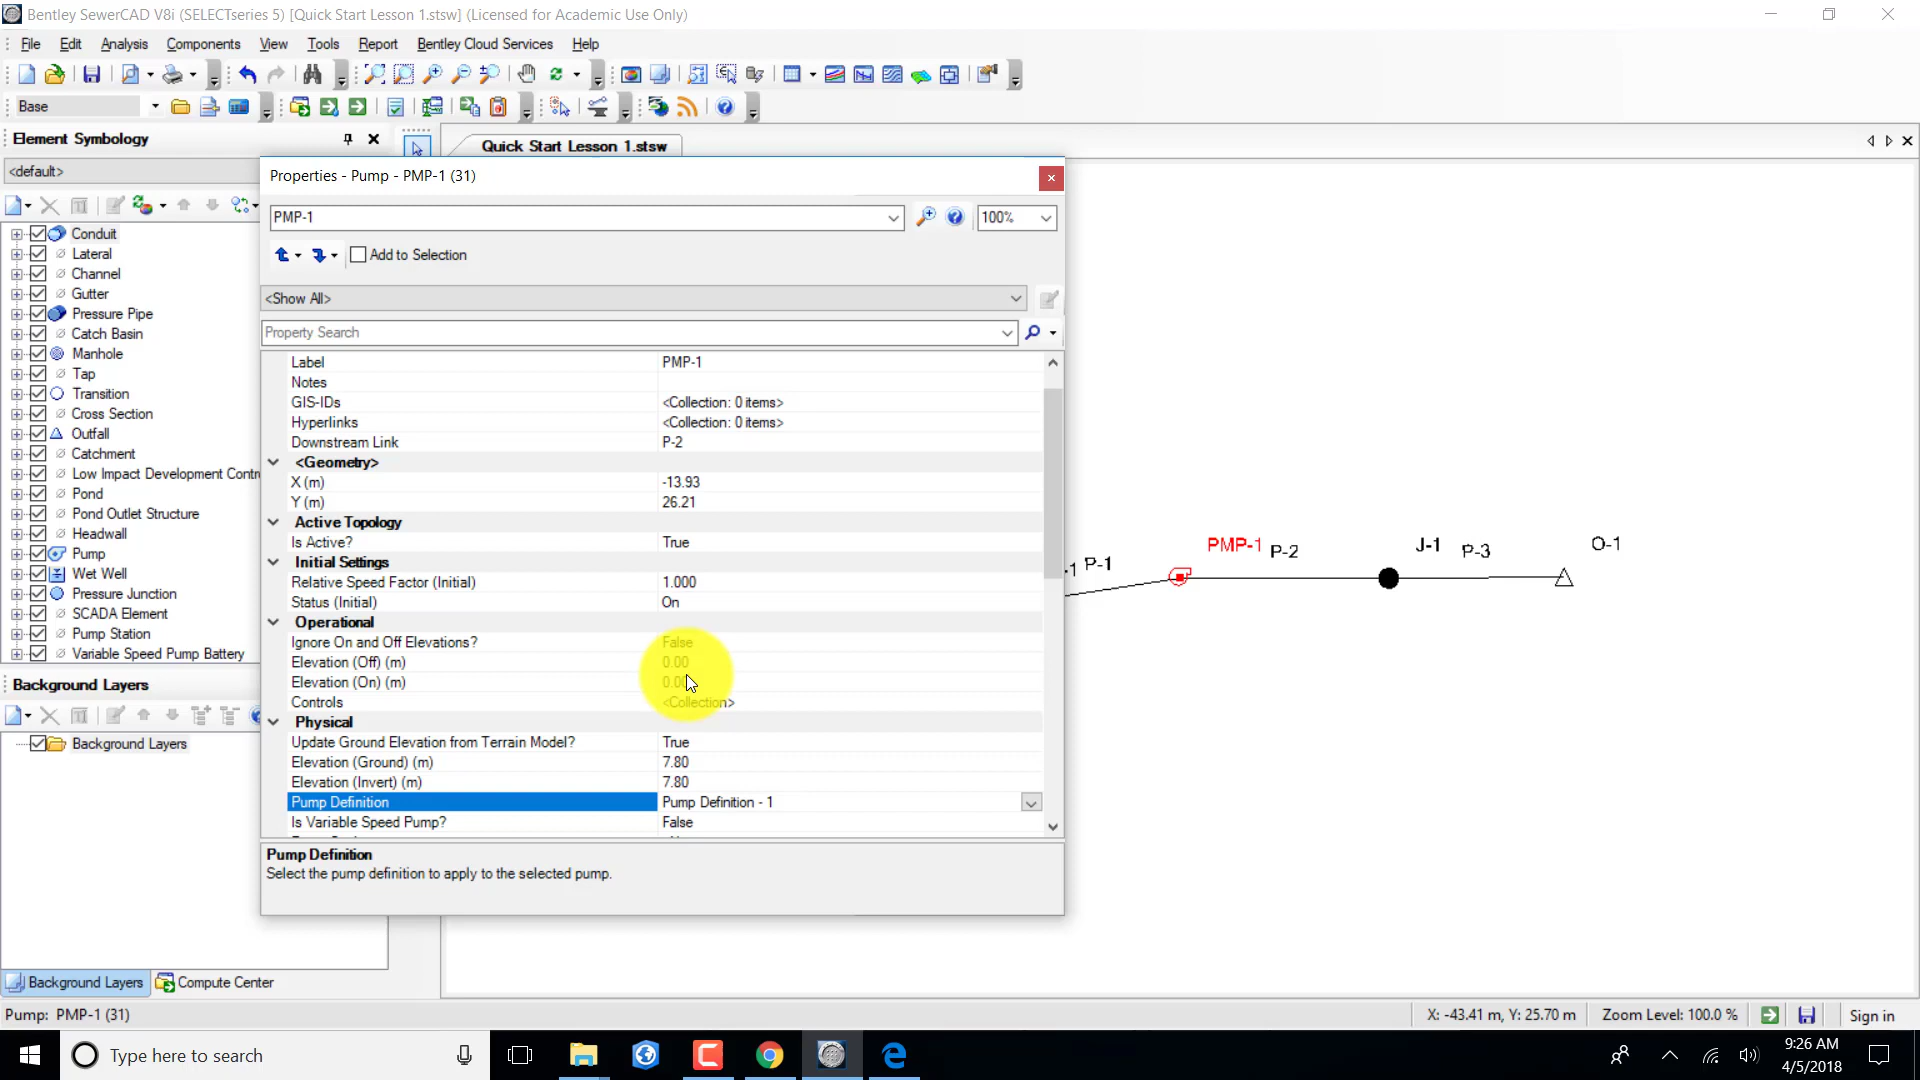 Bentley SewerCAD V8i (SELECTseries 5) [Quick Start Lesson 1.stsw] (Licensed for Academic Use Only)
File Edit Analysis Components View Tools Report Bentley Cloud Services Help
Base
Element Symbology
Quick Start Lesson 1.stsw
<default>
Properties - Pump - PMP-1 (31)
PMP-1
100%
Add to Selection
<Show All>
Property Search
Conduit
Lateral
Channel
Gutter
Pressure Pipe
Catch Basin
Manhole
Tap
Transition
Cross Section
Outfall
Catchment
Low Impact Development Contr
Pond
Pond Outlet Structure
Headwall
Pump
Wet Well
Pressure Junction
SCADA Element
Pump Station
Variable Speed Pump Battery
Label PMP-1
Notes
GIS-IDs <Collection: 0 items>
Hyperlinks <Collection: 0 items>
Downstream Link P-2
<Geometry>
X (m) -13.93
Y (m) 26.21
Active Topology
Is Active? True
Initial Settings
Relative Speed Factor (Initial) 1.000
Status (Initial) On
Operational
Ignore On and Off Elevations? False
Elevation (Off) (m) 0.00
Elevation (On) (m) 0.00
Controls <Collection>
Physical
Update Ground Elevation from Terrain Model? True
Elevation (Ground) (m) 7.80
Elevation (Invert) (m) 7.80
Pump Definition Pump Definition - 1
Is Variable Speed Pump? False
Pump Definition
Select the pump definition to apply to the selected pump.
-1 P-1
PMP-1 P-2
J-1 P-3
O-1
Background Layers
Background Layers
Background Layers Compute Center
Pump: PMP-1 (31)
X: -43.41 m, Y: 25.70 m Zoom Level: 100.0 % Sign in
Type here to search
9:26 AM
4/5/2018